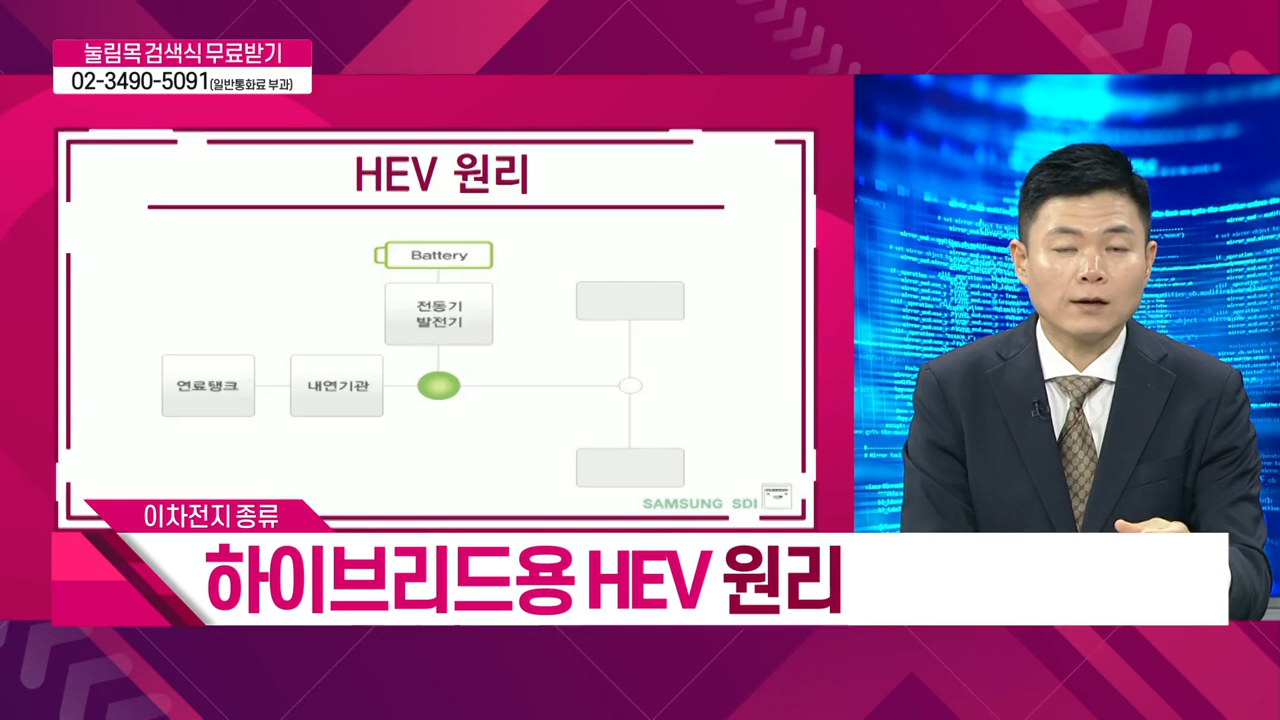 눌림목 검색식 무료받기
02-3490-5091(일반통화료 부과)
HEV 원리
Battery
전동기
발전기
연료탱크
내연기관
SAMSUNG SDI
이차전지 종류
하이브리드용 HEV 원리